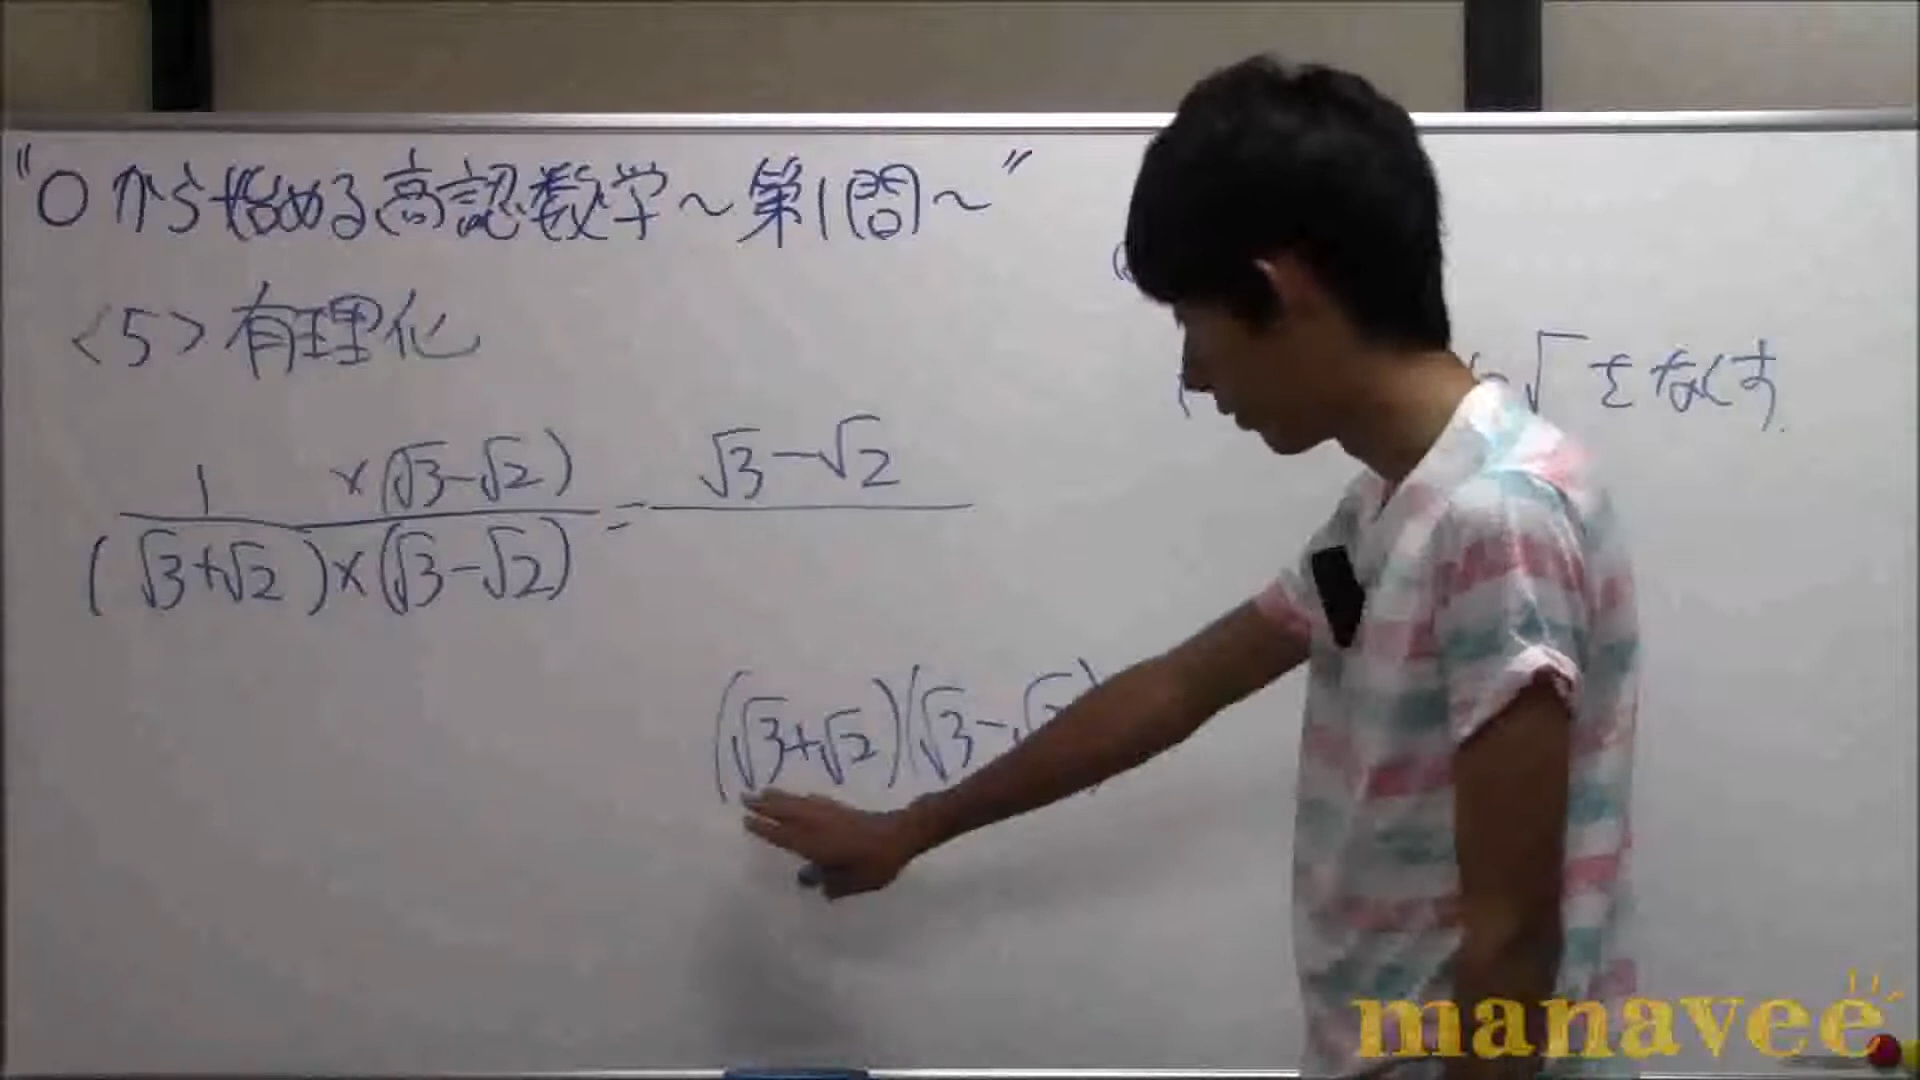 "0から始める高認数学～第1問～"
<5>有理化
√をなくす
1 ×(√3-√2)
(√3+√2)×(√3-√2)
=
√3-√2
(√3+√2)(√3-√2)
manavee